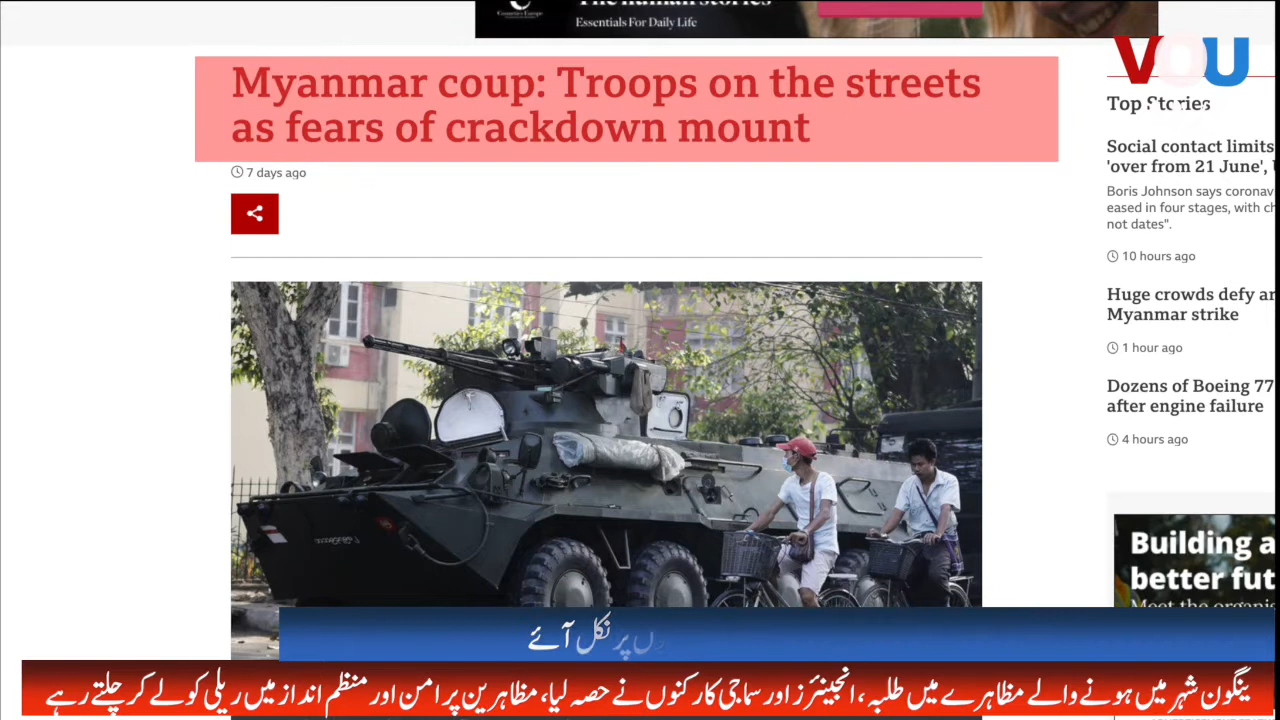 Essentials For Daily Life
VOU
Myanmar coup: Troops on the streets
as fears of crackdown mount
7 days ago
Top Stories
Social contact limits
'over from 21 June',
Boris Johnson says
eased in four stages, with
not dates".
10 hours ago
Huge crowds defy
Myanmar strike
1 hour ago
Dozens of Boeing
after engine failure
4 hours ago
Building a
better
پر نکل آئے
ینگون شہر میں ہونے والے مظاہرے میں طلبہ، انجینئرز اور سماجی کارکنوں نے حصہ لیا، مظاہرین پر امن اور منظم انداز میں ریلی کو لے کر چلتے رہے